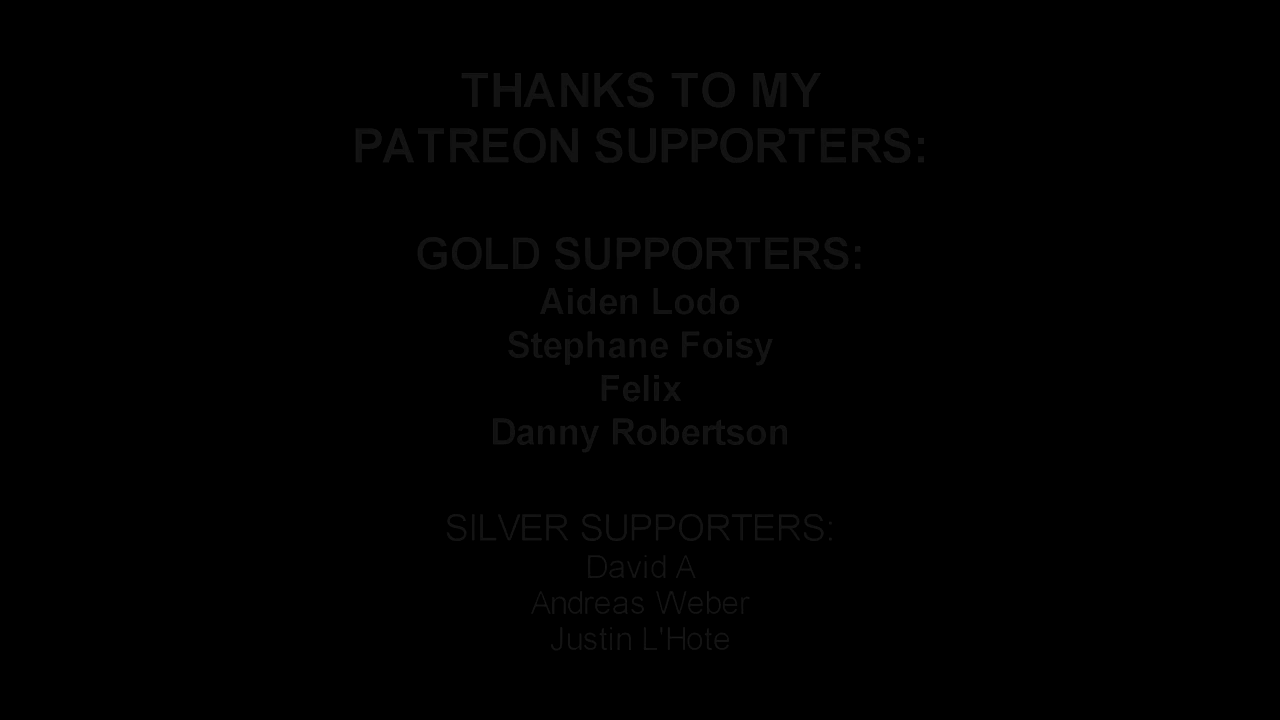 THANKS TO MY
PATREON SUPPORTERS:
GOLD SUPPORTERS:
Aiden Lodo
Stephane Foisy
Felix
Danny Robertson
SILVER SUPPORTERS:
David A
Andreas Weber
Justin L'Hote